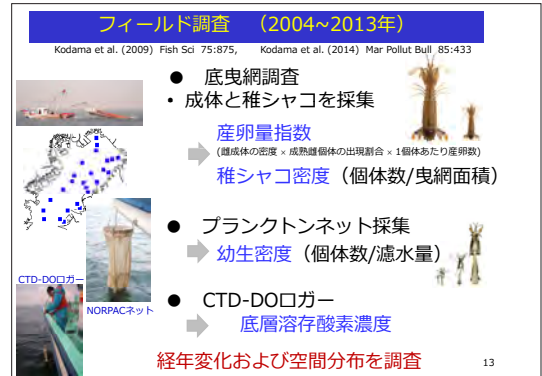 フィールド調査 （2004~2013年）
Kodama et al. (2009) Fish Sci 75:875, Kodama et al. (2014) Mar Pollut Bull 85:433
● 底曳網調査
• 成体と稚シャコを採集
産卵量指数
(雌成体の密度 × 成熟雌個体の出現割合 × 1個体あたり産卵数)
稚シャコ密度（個体数/曳網面積）
● プランクトンネット採集
幼生密度（個体数/濾水量）
CTD-DOロガー
NORPACネット
● CTD-DOロガー
底層溶存酸素濃度
経年変化および空間分布を調査
13